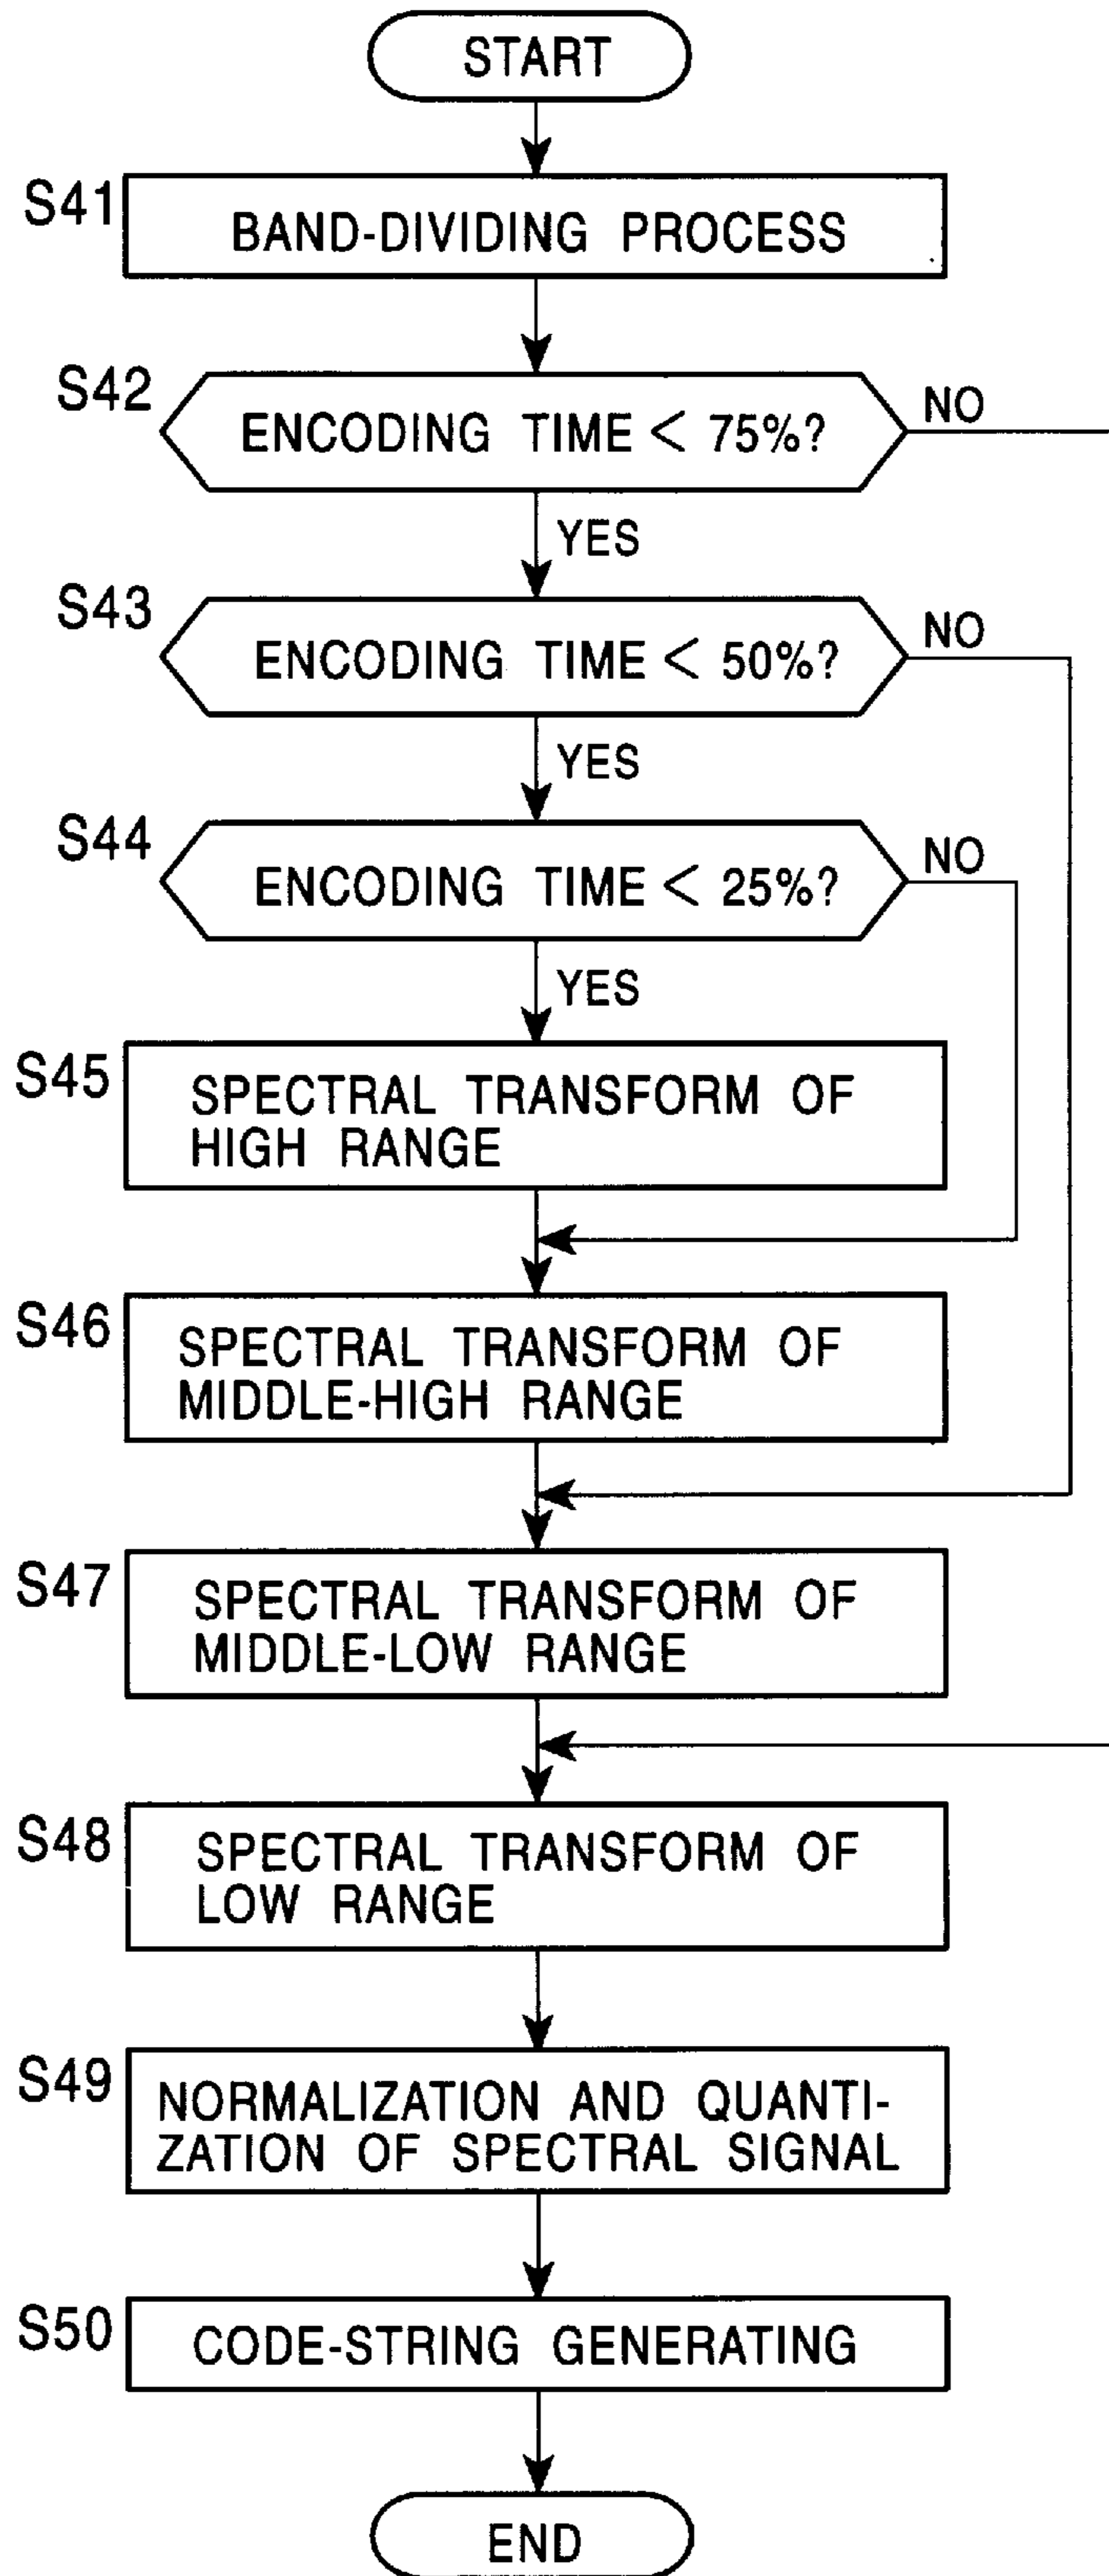 START
S41
BAND-DIVIDING PROCESS
S42
ENCODING TIME < 75%?
NO
YES
S43
ENCODING TIME < 50%?
NO
YES
S44
ENCODING TIME < 25%?
NO
YES
S45
SPECTRAL TRANSFORM OF
HIGH RANGE
S46
SPECTRAL TRANSFORM OF
MIDDLE-HIGH RANGE
S47
SPECTRAL TRANSFORM OF
MIDDLE-LOW RANGE
S48
SPECTRAL TRANSFORM OF
LOW RANGE
S49
NORMALIZATION AND QUANTI-
ZATION OF SPECTRAL SIGNAL
S50
CODE-STRING GENERATING
END